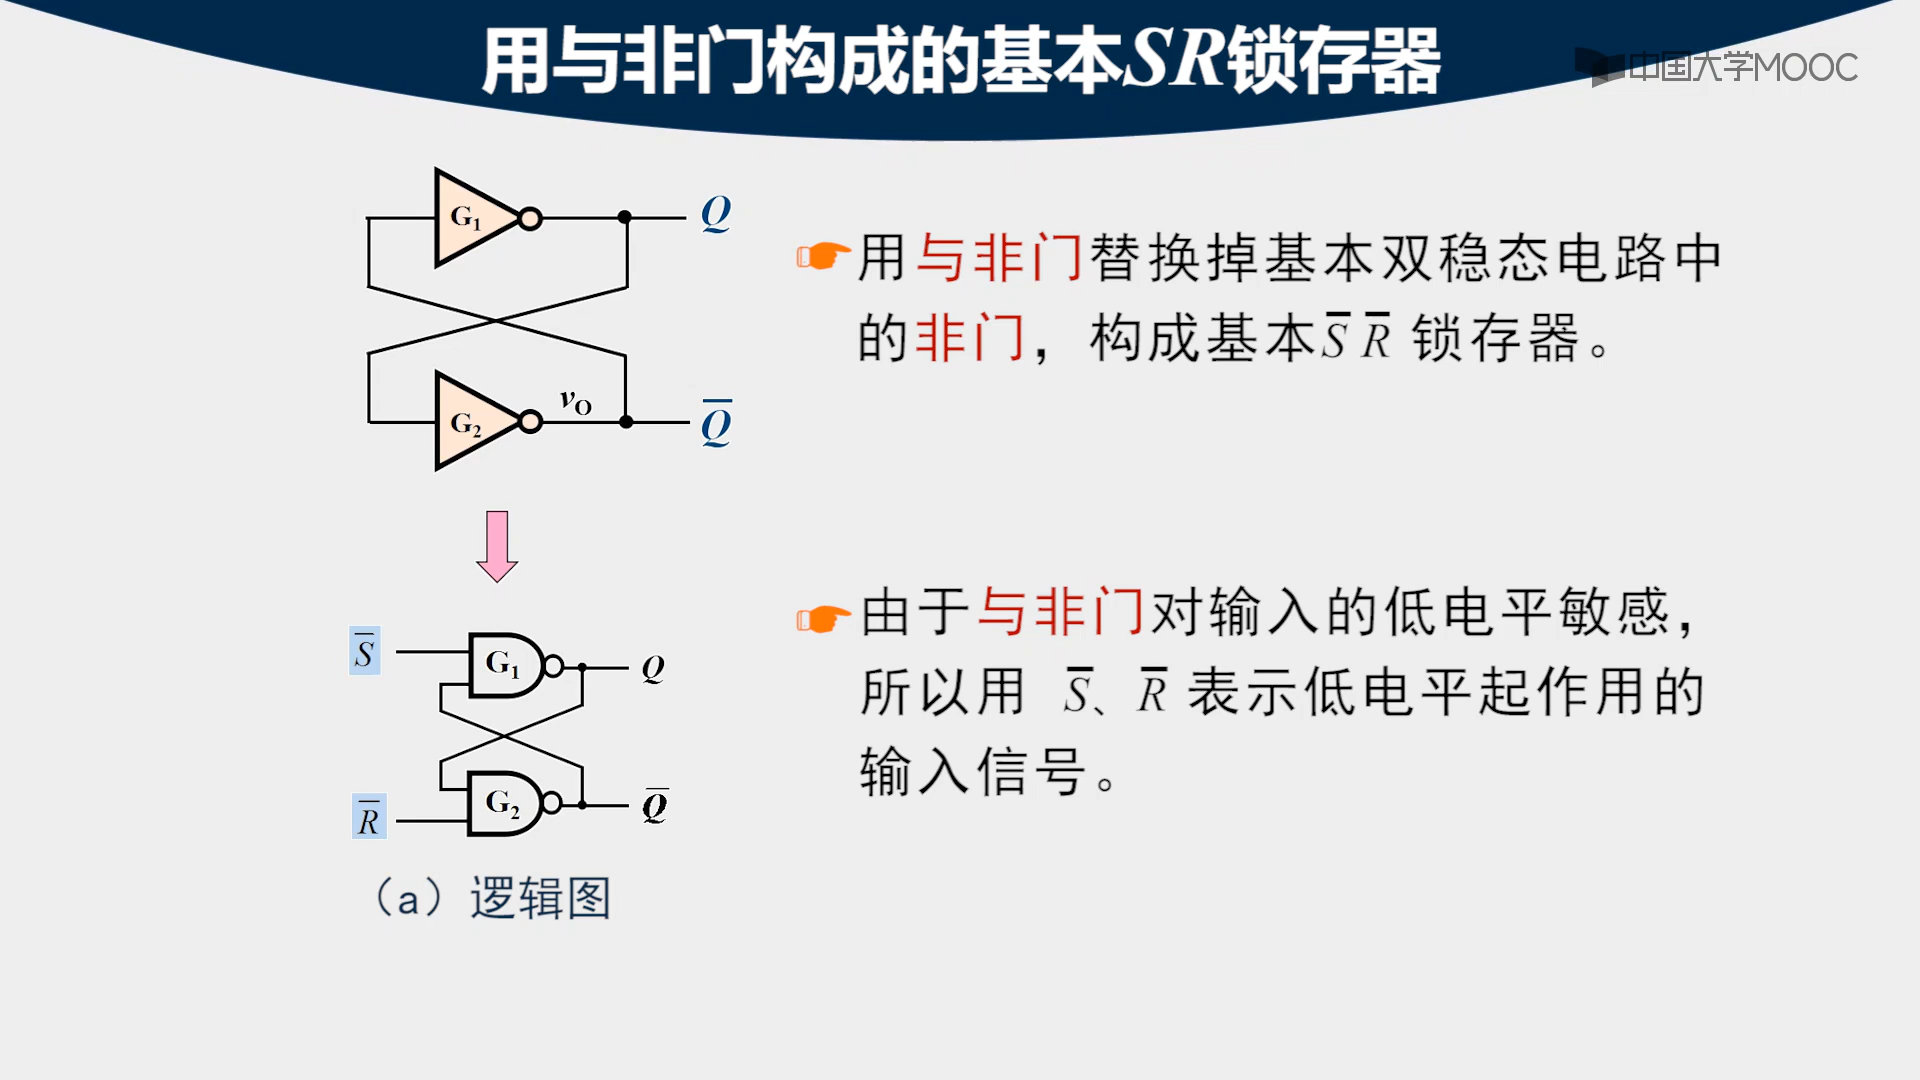 用与非门构成的基本SR锁存器
中国大学MOOC
G₁
Q
G₂
v_O
Q̅
用与非门替换掉基本双稳态电路中
的非门，构成基本S̅ R̅ 锁存器。
S̅
G₁
Q
R̅
G₂
Q̅
（a）逻辑图
由于与非门对输入的低电平敏感，
所以用 S̅、R̅ 表示低电平起作用的
输入信号。